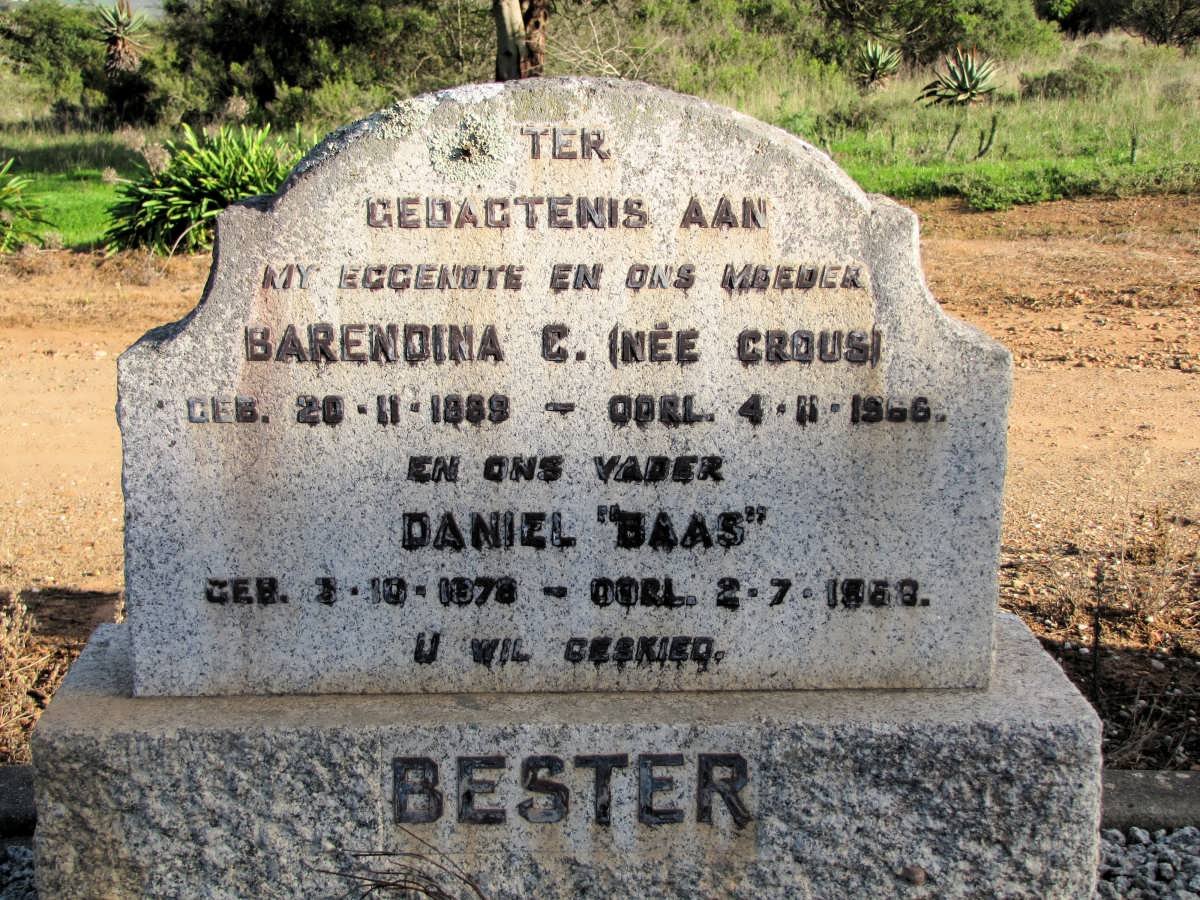 TER
GEDAGTENIS AAN
MY EGGENOTE EN ONS MOEDER
BARENDINA C. (NÉE CROUS)
GEB. 20·11·1889 – OORL. 4·11·1966.
EN ONS VADER
DANIEL "BAAS"
GEB. 3·10·1878 – OORL. 2·7·1968.
U WIL GESKIED.
BESTER